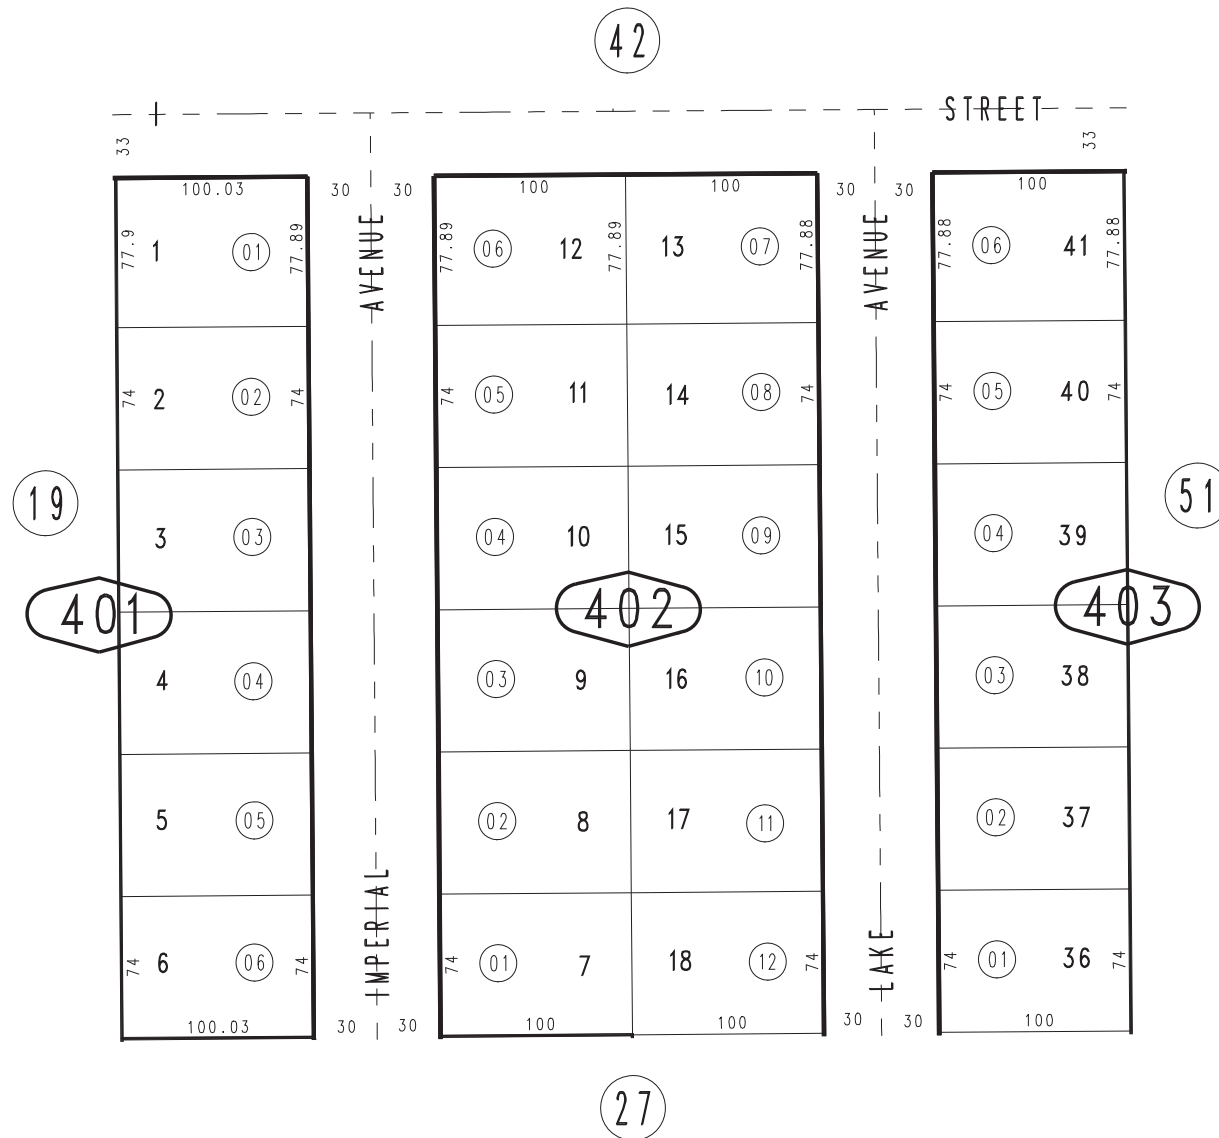 42
STREET
33 33
100.03 30 30 100 100 30 30 100
77.9 1 01 77.89 AVENUE 77.89 06 12 77.89 13 07 77.88 AVENUE 77.88 06 41 77.88
74 2 02 74 74 05 11 14 08 74 74 05 40 74
19 51
3 03 04 10 15 09 04 39
401 402 403
4 04 03 9 16 10 03 38
5 05 02 8 17 11 02 37
74 6 06 74 IMPERIAL 74 01 7 18 12 74 LAKE 74 01 36 74
100.03 30 30 100 100 30 30 100
27